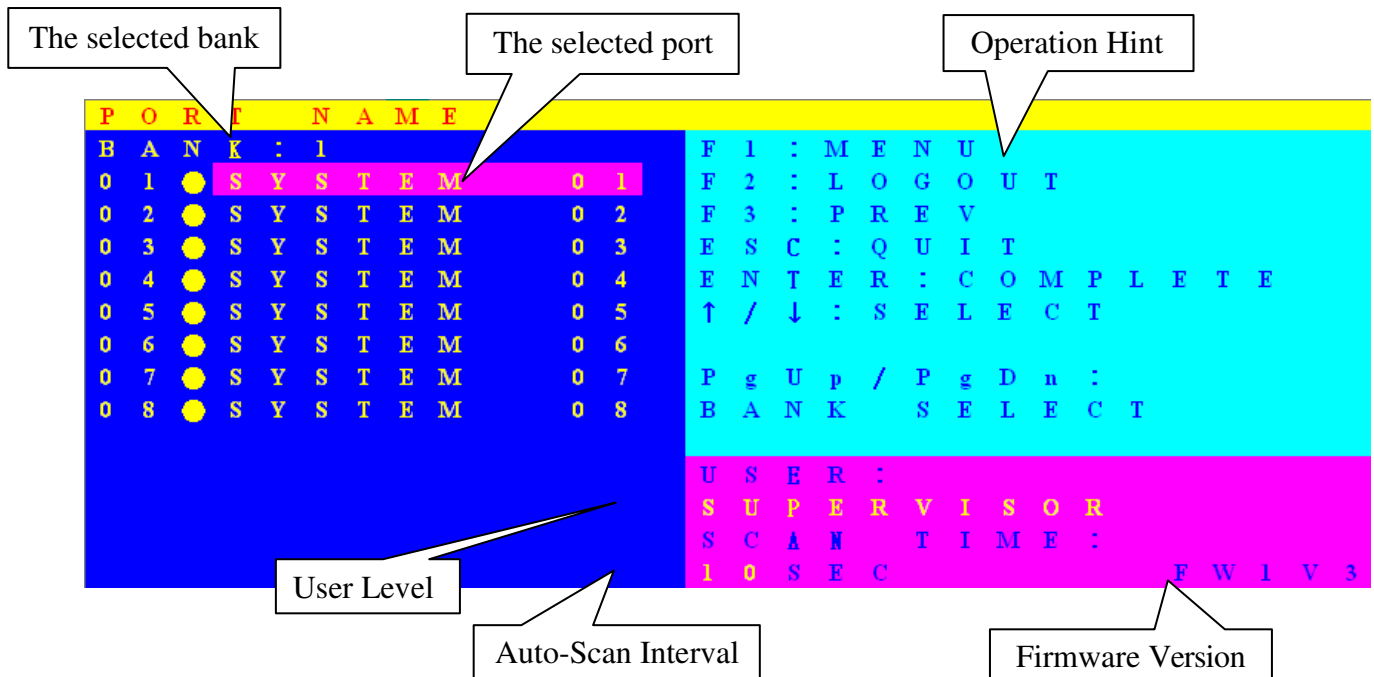 The selected bank
The selected port
Operation Hint
PORT NAME
BANK:1
01 SYSTEM 01
02 SYSTEM 02
03 SYSTEM 03
04 SYSTEM 04
05 SYSTEM 05
06 SYSTEM 06
07 SYSTEM 07
08 SYSTEM 08
F1:MENU
F2:LOGOUT
F3:PREV
ESC:QUIT
ENTER:COMPLETE
↑/↓:SELECT
PgUp/PgDn:
BANK SELECT
USER:
SUPERVISOR
SCAN TIME:
10SEC FW1V3
User Level
Auto-Scan Interval
Firmware Version